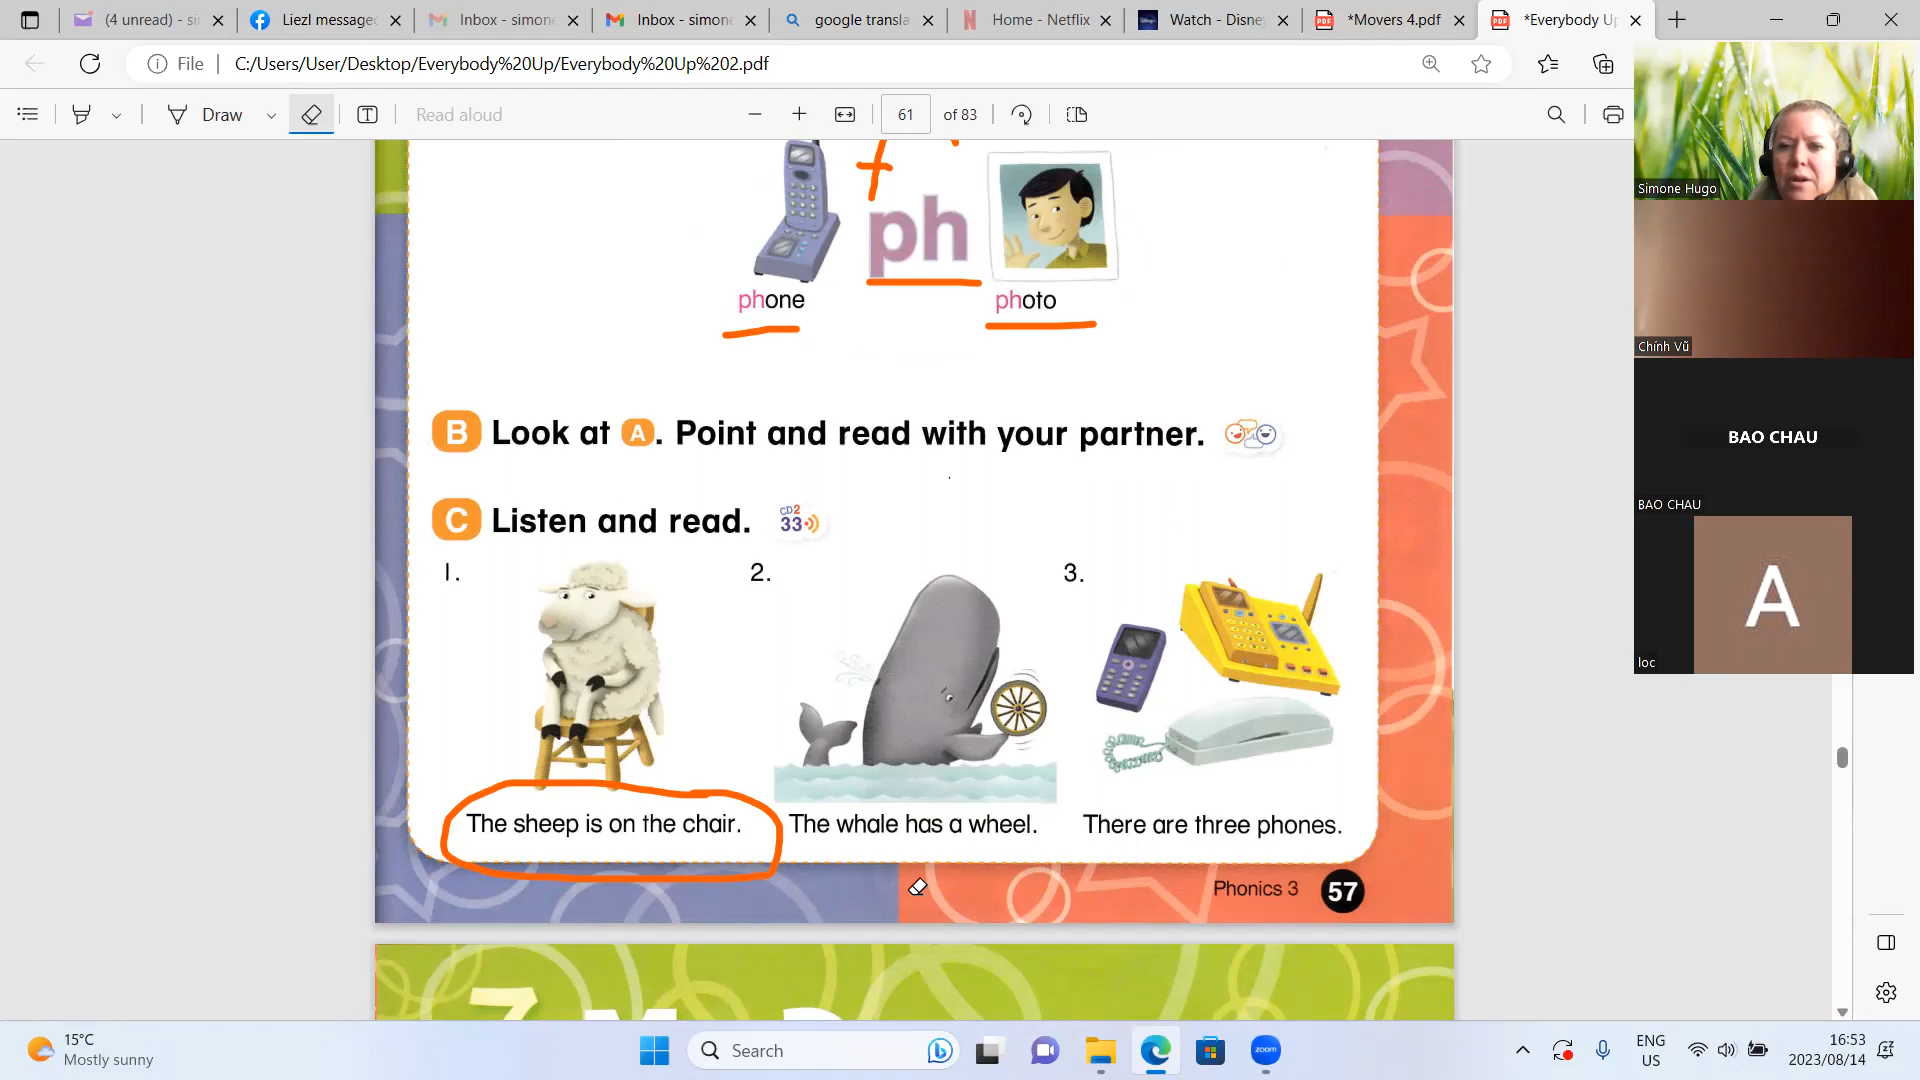 (4 unread) - si
Liezl message
Inbox - simone
Inbox - simone
google transla
Home - Netflix
Watch - Disne
*Movers 4.pdf
*Everybody Up
File
C:/Users/User/Desktop/Everybody%20Up/Everybody%20Up%202.pdf
Draw
Read aloud
61 of 83
f
ph
phone
photo
B Look at A. Point and read with your partner.
C Listen and read. CD2 33
1.
2.
3.
The sheep is on the chair.
The whale has a wheel.
There are three phones.
Phonics 3 57
Simone Hugo
Chính Vũ
BAO CHAU
BAO CHAU
A
loc
15°C
Mostly sunny
Search
zoom
ENG
US
16:53
2023/08/14